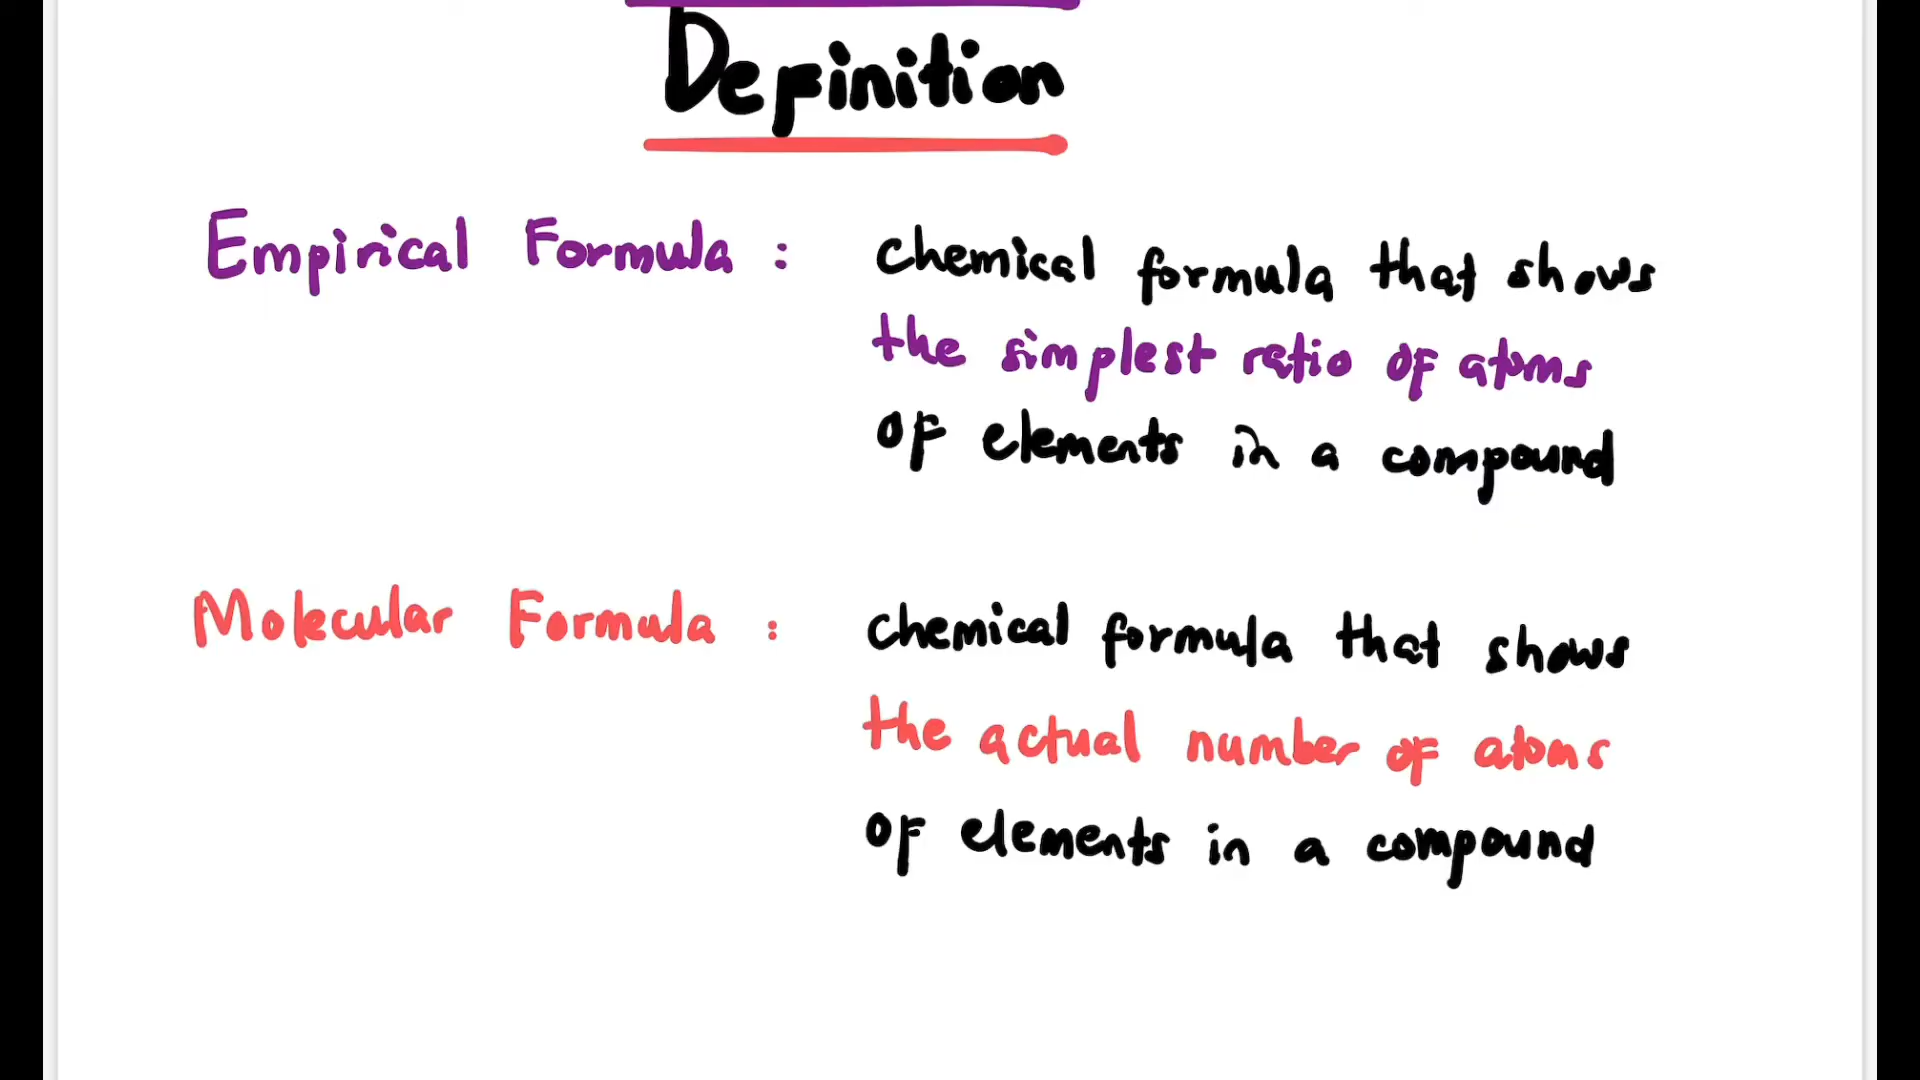 Definition
Empirical Formula : chemical formula that shows
the simplest ratio of atoms
of elements in a compound
Molecular Formula : chemical formula that shows
the actual number of atoms
of elements in a compound